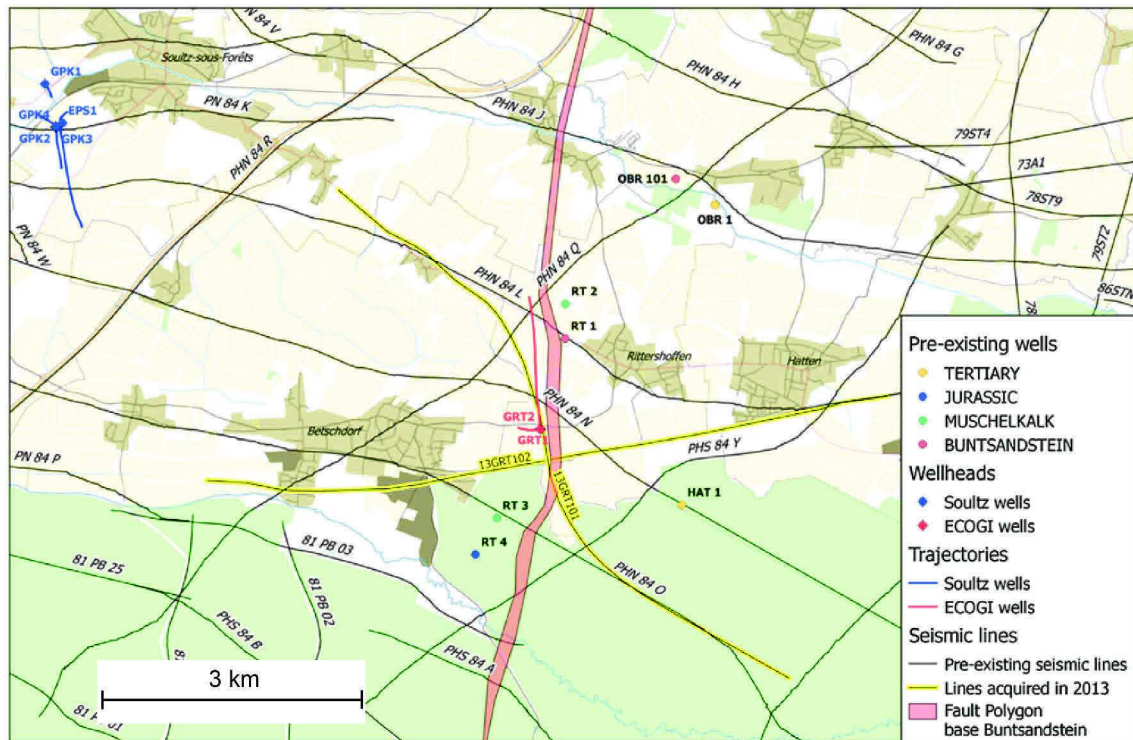 PN 84 V
PHN 84 G
Soultz-sous-Forêts
PHN 84 H
GPK1
PN 84 K
PHN 84 J
GPK4
EPS1
GPK2
GPK3
79ST4
PHN 84 R
73A1
OBR 101
78ST9
OBR 1
79ST2
PN 84 W
PHN 84 Q
PHN 84 L
RT 2
86STN
78
RT 1
Rittershoffen
Hatten
PHN 84 N
GRT2
GRT1
Betschdorf
PHS 84 Y
13GRT102
PN 84 P
13GRT101
HAT 1
RT 3
RT 4
81 PB 03
PHN 84 O
81 PB 25
81 PB 02
PHS 84 B
PHS 84 A
3 km
Pre-existing wells
TERTIARY
JURASSIC
MUSCHELKALK
BUNTSANDSTEIN
Wellheads
Soultz wells
ECOGI wells
Trajectories
Soultz wells
ECOGI wells
Seismic lines
Pre-existing seismic lines
Lines acquired in 2013
Fault Polygon
base Buntsandstein